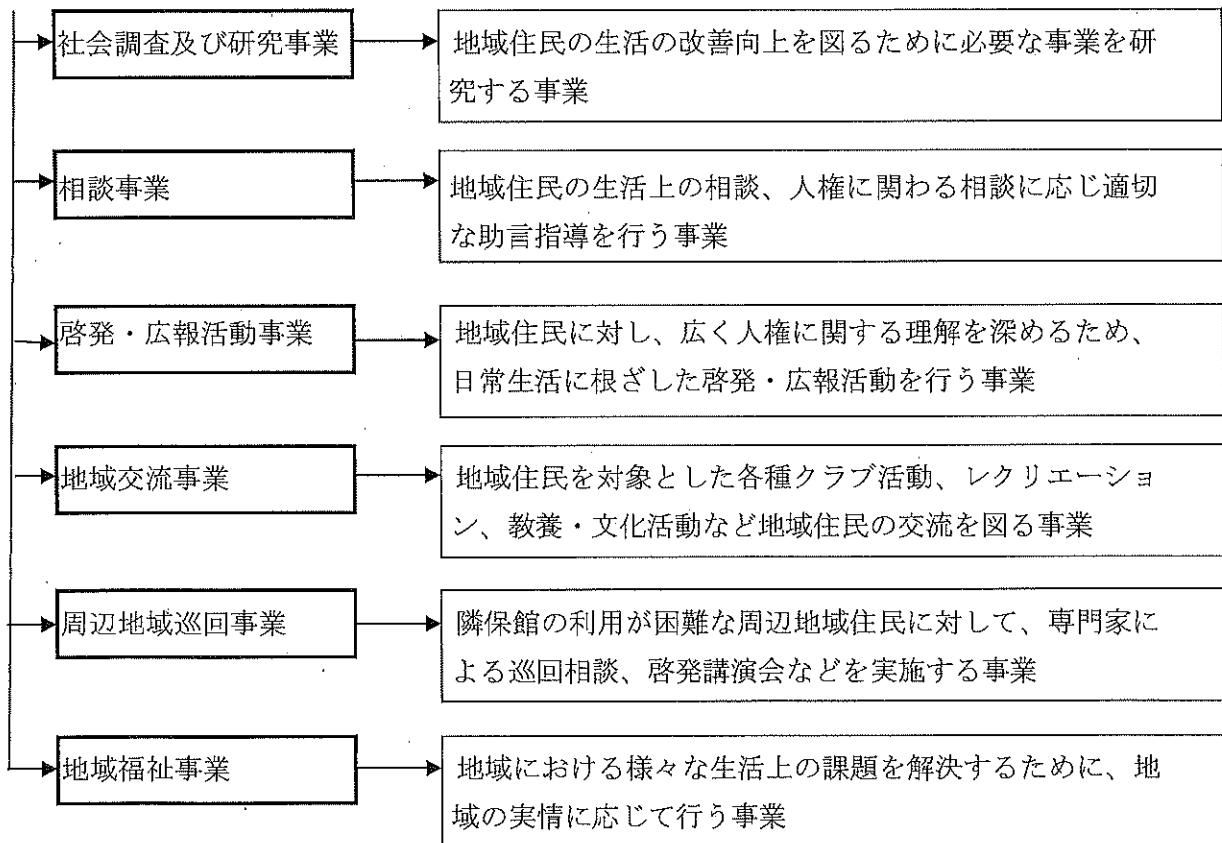 社会調査及び研究事業
地域住民の生活の改善向上を図るために必要な事業を研
究する事業
相談事業
地域住民の生活上の相談、人権に関わる相談に応じ適切
な助言指導を行う事業
啓発・広報活動事業
地域住民に対し、広く人権に関する理解を深めるため、
日常生活に根ざした啓発・広報活動を行う事業
地域交流事業
地域住民を対象とした各種クラブ活動、レクリエーショ
ン、教養・文化活動など地域住民の交流を図る事業
周辺地域巡回事業
隣保館の利用が困難な周辺地域住民に対して、専門家に
よる巡回相談、啓発講演会などを実施する事業
地域福祉事業
地域における様々な生活上の課題を解決するために、地
域の実情に応じて行う事業